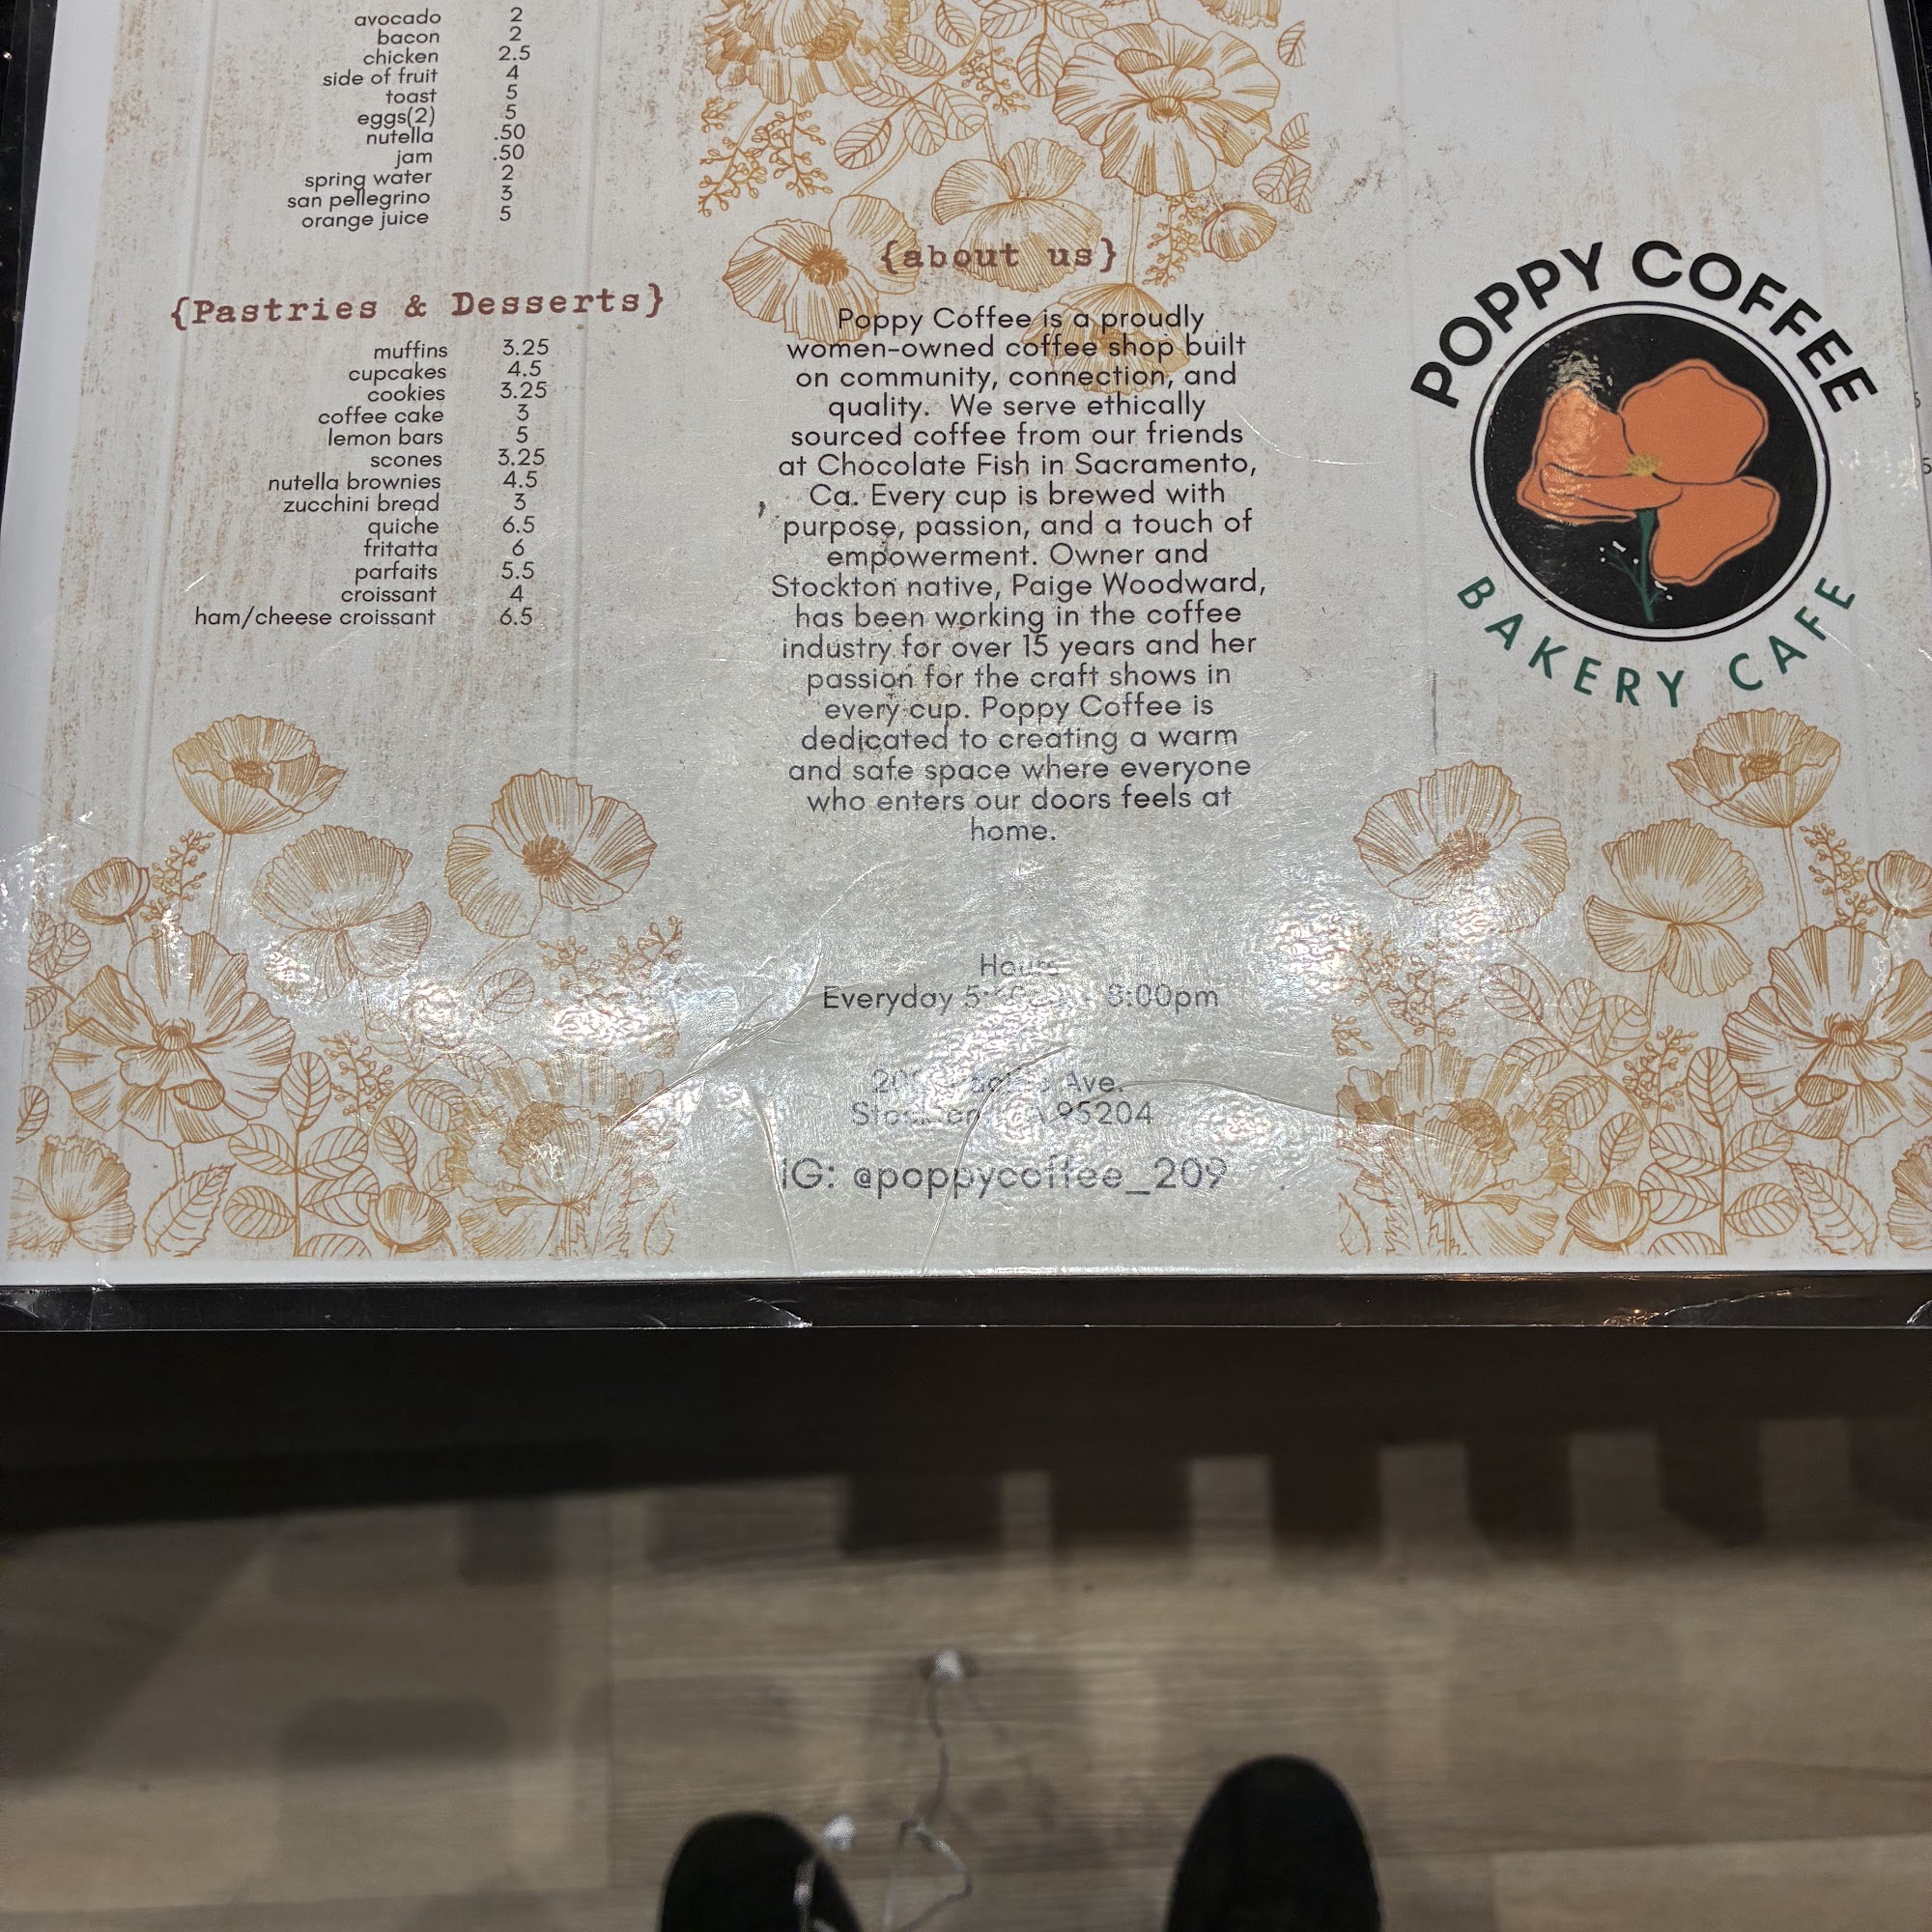 avocado 2
bacon 2
chicken 2.5
side of fruit 4
toast 5
eggs(2) 5
nutella .50
jam .50
spring water 2
san pellegrino 3
orange juice 5
{Pastries & Desserts}
muffins 3.25
cupcakes 4.5
cookies 3.25
coffee cake 3
lemon bars 5
scones 3.25
nutella brownies 4.5
zucchini bread 3
quiche 6.5
fritatta 6
parfaits 5.5
croissant 4
ham/cheese croissant 6.5
{about us}
Poppy Coffee is a proudly
women-owned coffee shop built
on community, connection, and
quality. We serve ethically
sourced coffee from our friends
at Chocolate Fish in Sacramento,
Ca. Every cup is brewed with
purpose, passion, and a touch of
empowerment. Owner and
Stockton native, Paige Woodward,
has been working in the coffee
industry for over 15 years and her
passion for the craft shows in
every cup. Poppy Coffee is
dedicated to creating a warm
and safe space where everyone
who enters our doors feels at
home.
Hours
Everyday
Ave.
Stockton CA 95204
IG: @poppycoffee_209
POPPY COFFEE
BAKERY CAFE